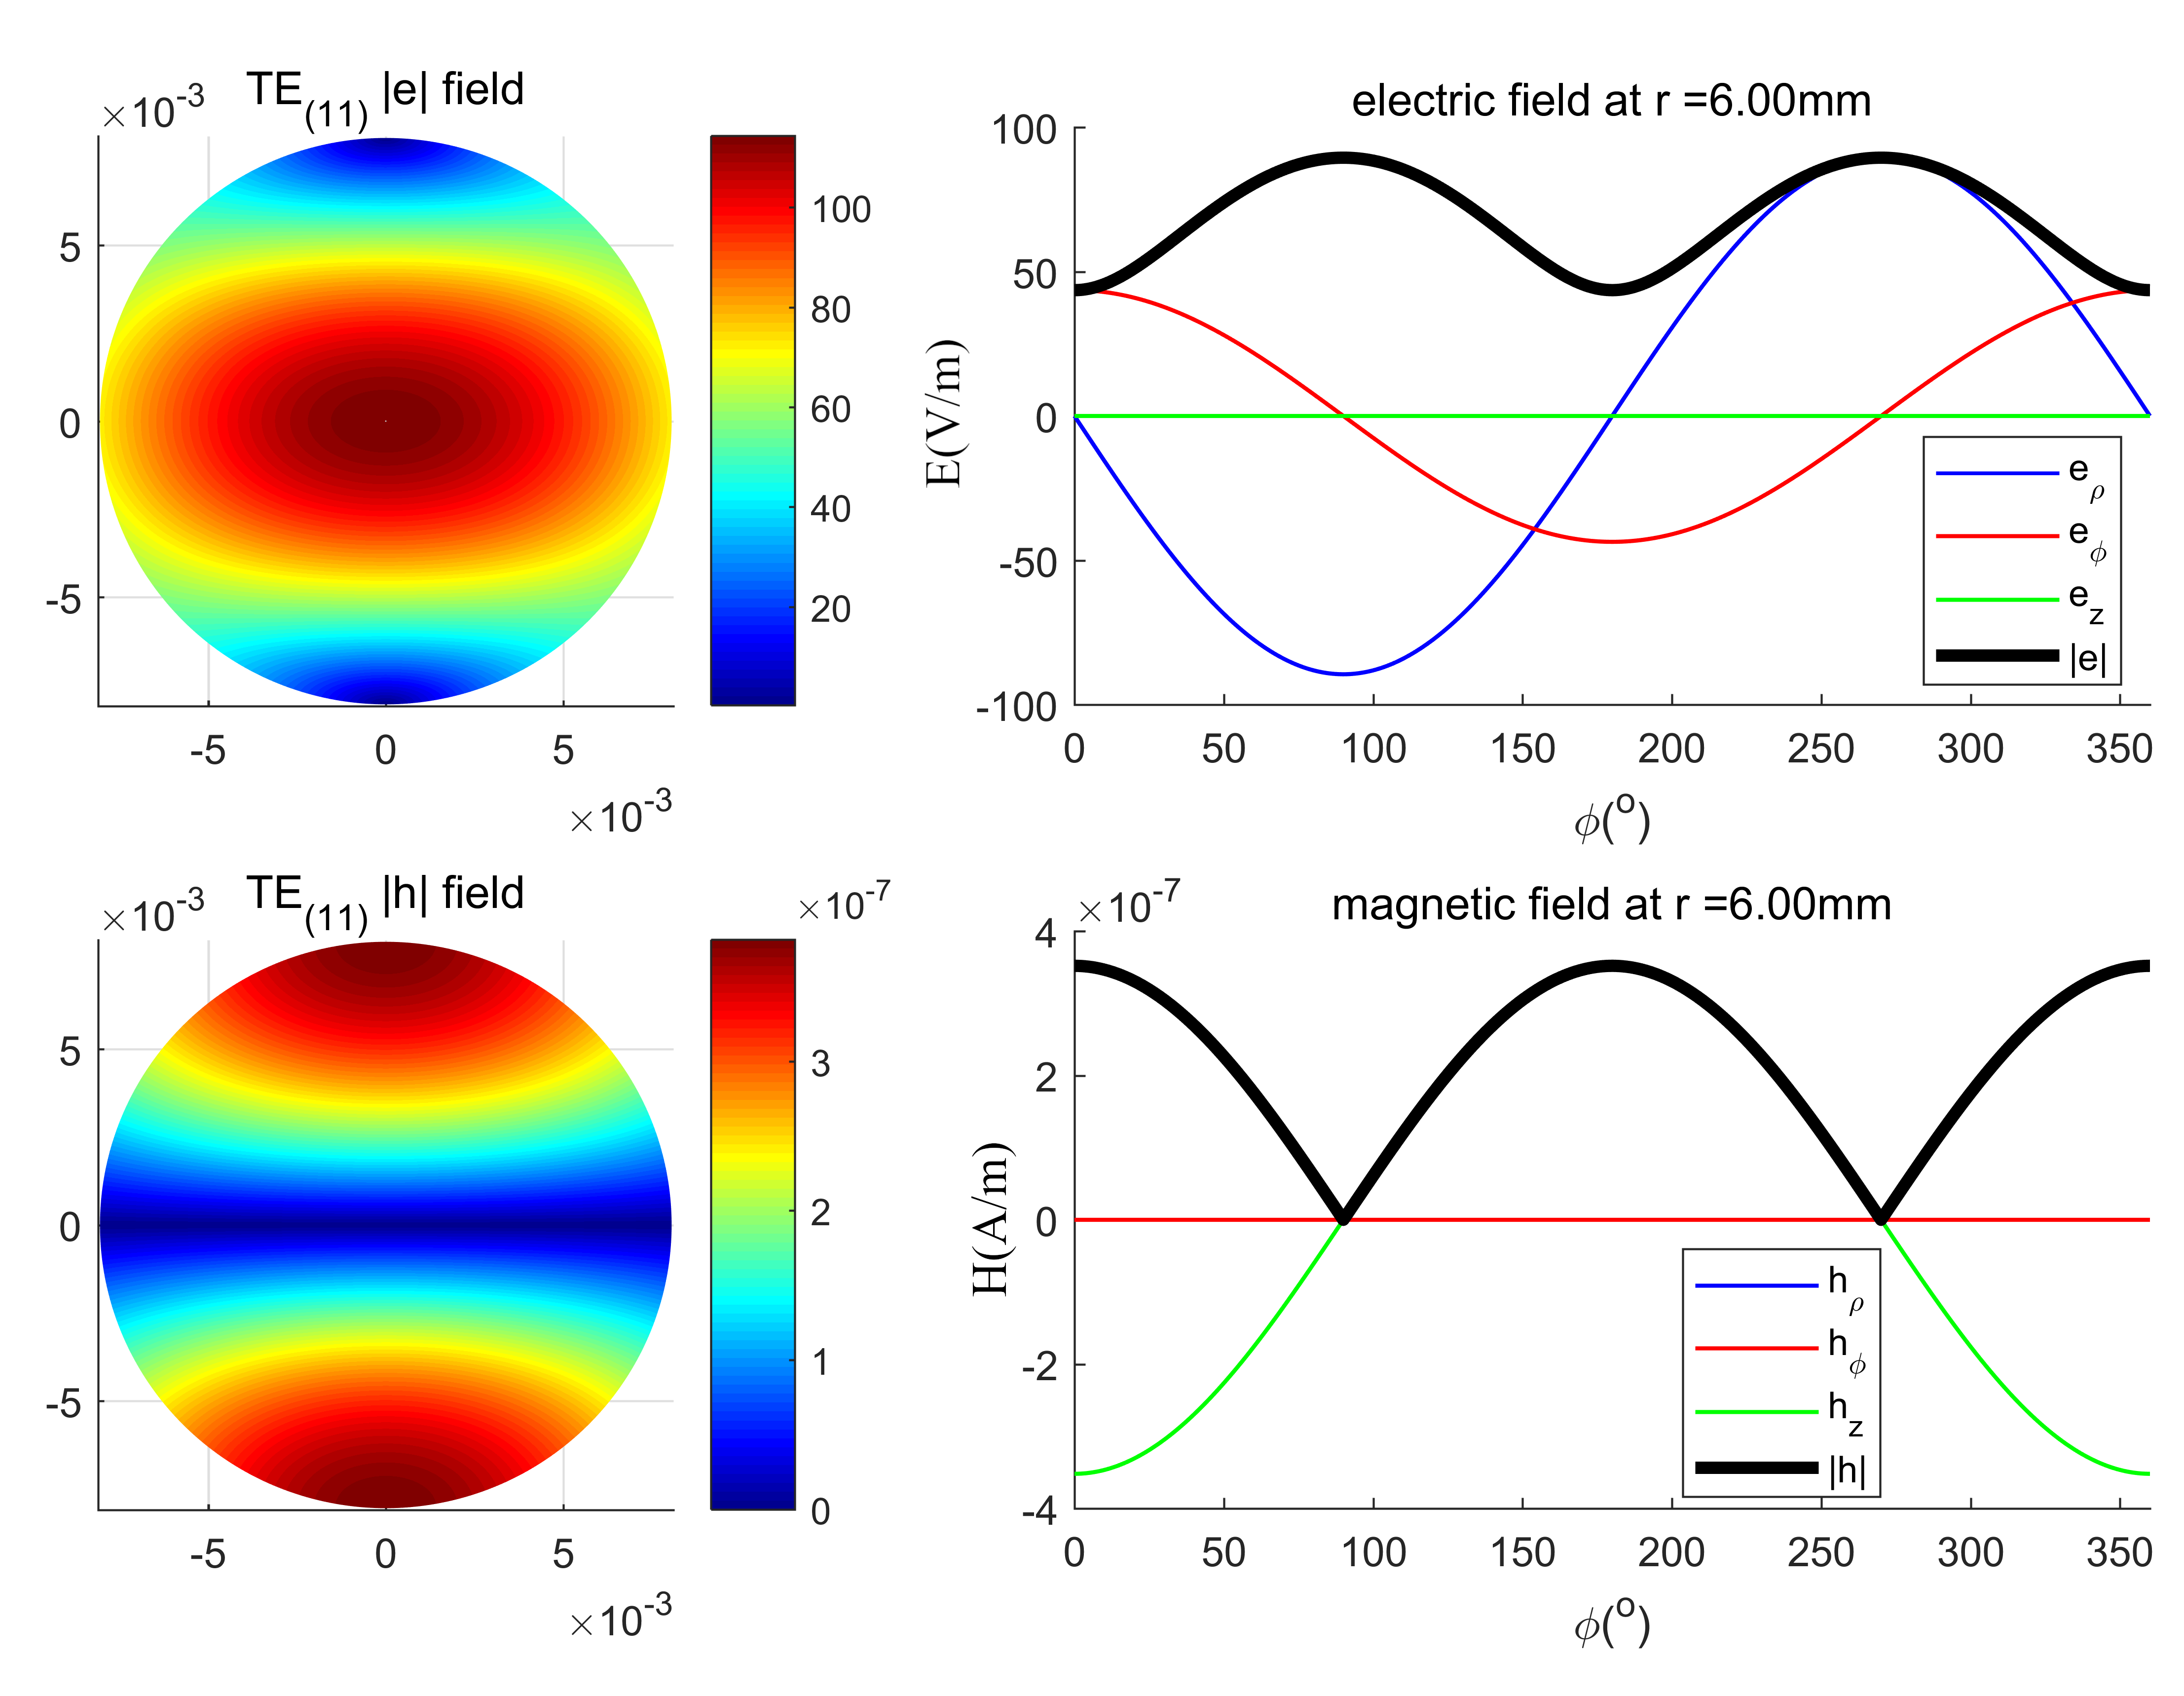 TE(11) |e| field
×10-3
5
0
-5
-5 0 5
×10-3
100
80
60
40
20
electric field at r =6.00mm
E(V/m)
100
50
0
-50
-100
0 50 100 150 200 250 300 350
ϕ(o)
eρ
eϕ
ez
|e|
TE(11) |h| field
×10-3
5
0
-5
-5 0 5
×10-3
×10-7
3
2
1
0
magnetic field at r =6.00mm
×10-7
H(A/m)
4
2
0
-2
-4
0 50 100 150 200 250 300 350
ϕ(o)
hρ
hϕ
hz
|h|